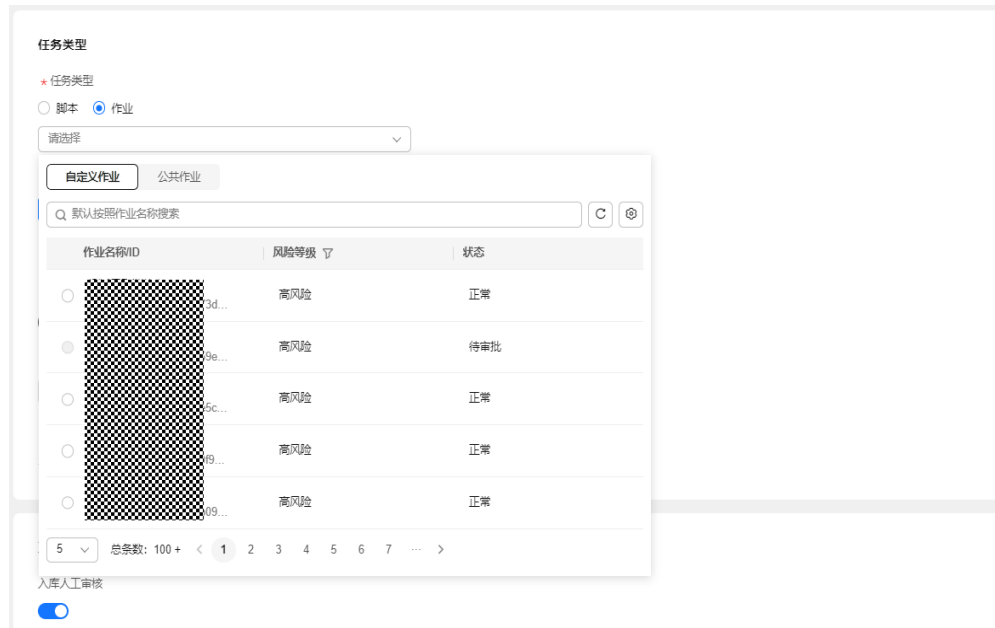 任务类型
* 任务类型
脚本 作业
请选择
自定义作业 公共作业
默认按照作业名称搜索
作业名称/ID 风险等级 状态
高风险 正常
3d...
高风险 待审批
9e...
高风险 正常
5c...
高风险 正常
f9...
高风险 正常
09...
5 总条数: 100 + < 1 2 3 4 5 6 7 ... >
入库人工审核